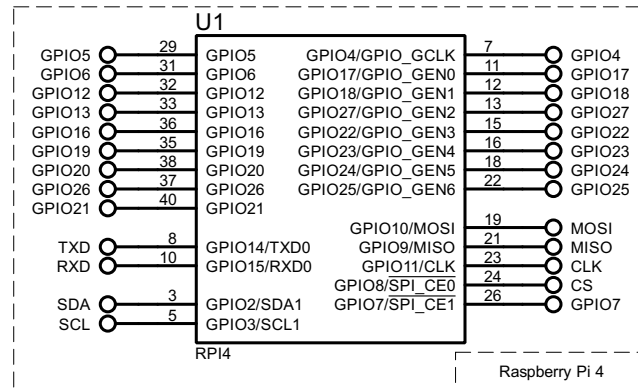 U1
GPIO5 29 GPIO5 GPIO4/GPIO_GCLK 7 GPIO4
GPIO6 31 GPIO6 GPIO17/GPIO_GEN0 11 GPIO17
GPIO12 32 GPIO12 GPIO18/GPIO_GEN1 12 GPIO18
GPIO13 33 GPIO13 GPIO27/GPIO_GEN2 13 GPIO27
GPIO16 36 GPIO16 GPIO22/GPIO_GEN3 15 GPIO22
GPIO19 35 GPIO19 GPIO23/GPIO_GEN4 16 GPIO23
GPIO20 38 GPIO20 GPIO24/GPIO_GEN5 18 GPIO24
GPIO26 37 GPIO26 GPIO25/GPIO_GEN6 22 GPIO25
GPIO21 40 GPIO21
GPIO10/MOSI 19 MOSI
TXD 8 GPIO14/TXD0 GPIO9/MISO 21 MISO
RXD 10 GPIO15/RXD0 GPIO11/CLK 23 CLK
GPIO8/SPI_CE0 24 CS
SDA 3 GPIO2/SDA1 GPIO7/SPI_CE1 26 GPIO7
SCL 5 GPIO3/SCL1
RPI4
Raspberry Pi 4